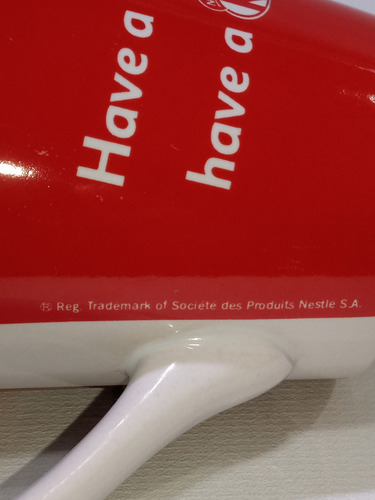 Have a
have a
® Reg. Trademark of Société des Produits Nestlé S.A.